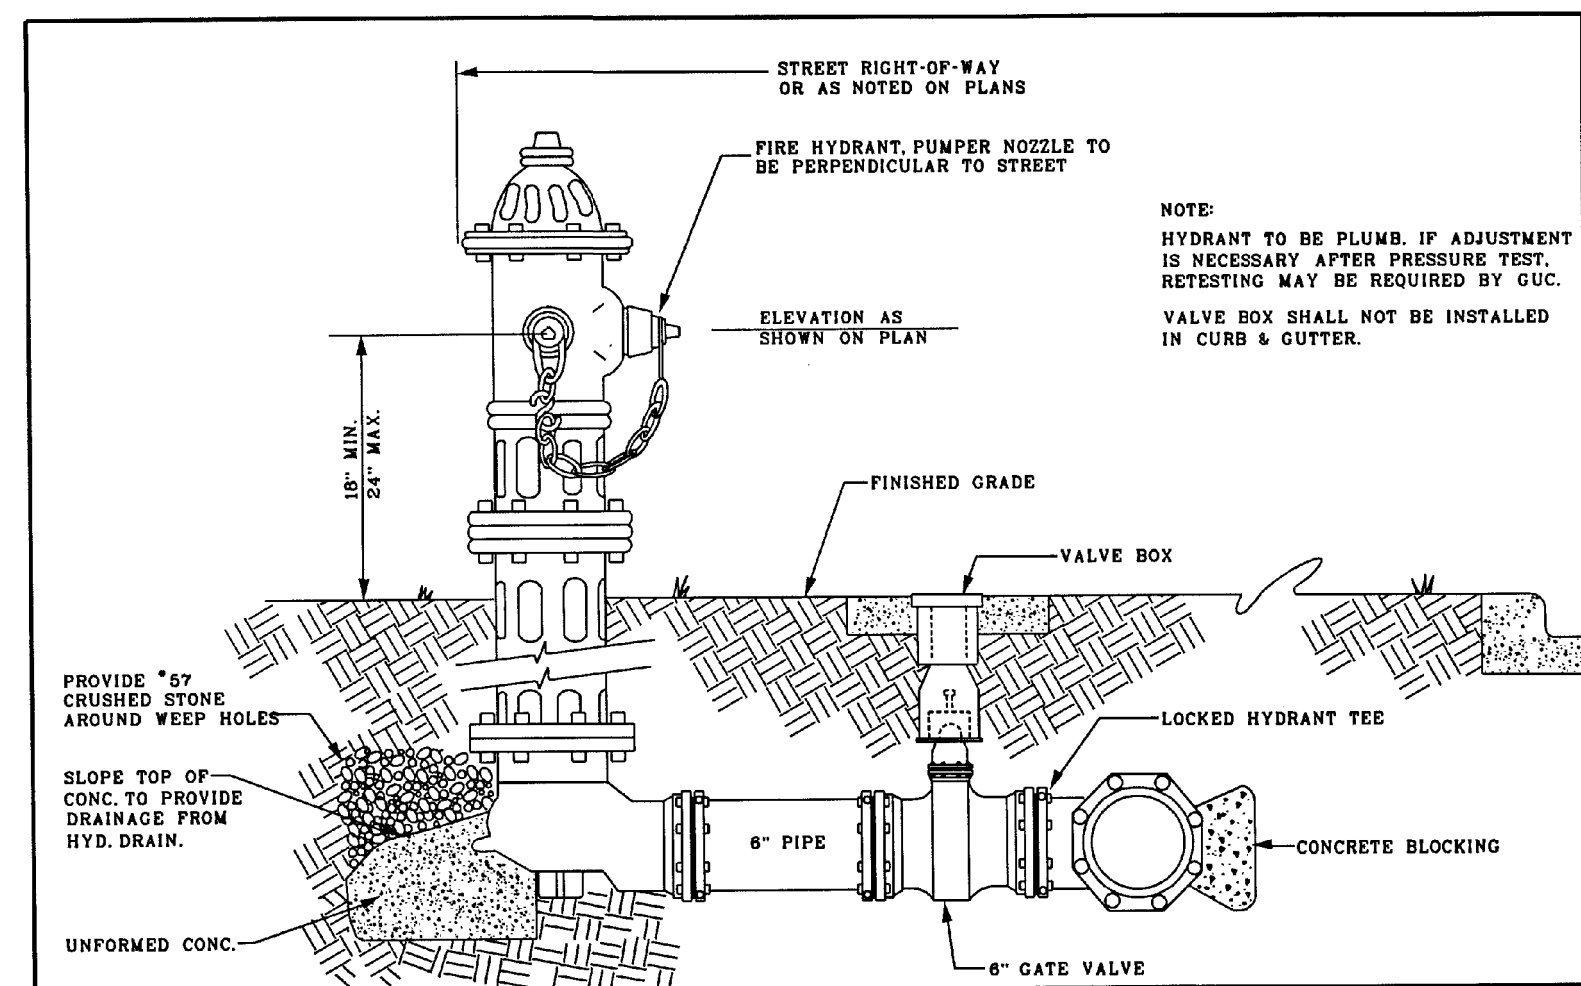 STREET RIGHT-OF-WAY
OR AS NOTED ON PLANS
FIRE HYDRANT, PUMPER NOZZLE TO
BE PERPENDICULAR TO STREET
NOTE:
HYDRANT TO BE PLUMB. IF ADJUSTMENT
IS NECESSARY AFTER PRESSURE TEST,
RETESTING MAY BE REQUIRED BY GUC.
VALVE BOX SHALL NOT BE INSTALLED
IN CURB & GUTTER.
ELEVATION AS
SHOWN ON PLAN
18" MIN.
24" MAX.
FINISHED GRADE
VALVE BOX
PROVIDE #57
CRUSHED STONE
AROUND WEEP HOLES
LOCKED HYDRANT TEE
SLOPE TOP OF
CONC. TO PROVIDE
DRAINAGE FROM
HYD. DRAIN.
6" PIPE
CONCRETE BLOCKING
UNFORMED CONC.
6" GATE VALVE